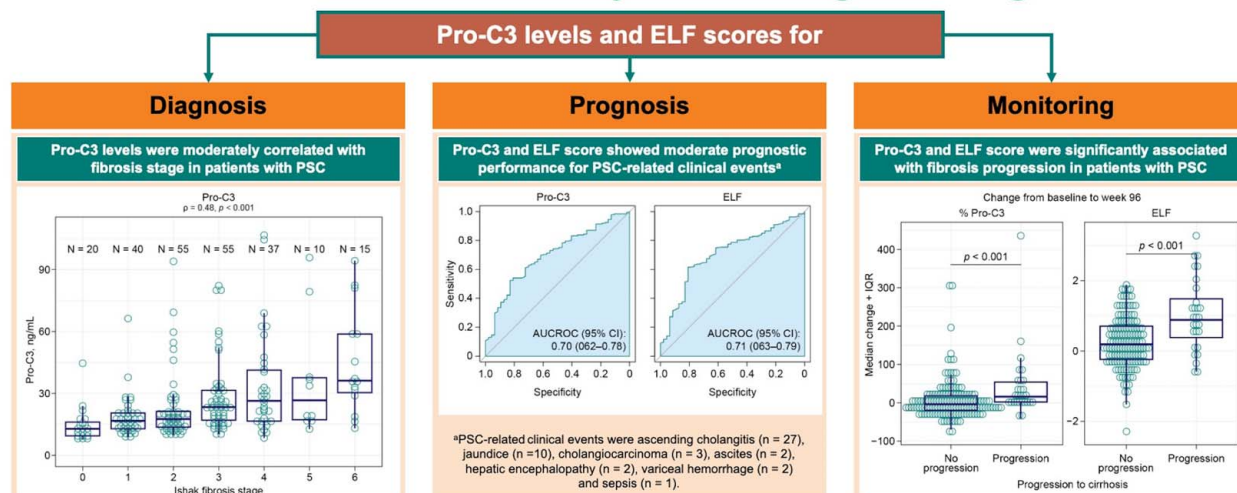 Pro-C3 levels and ELF scores for
Diagnosis
Pro-C3 levels were moderately correlated with
fibrosis stage in patients with PSC
Pro-C3
ρ = 0.48, p < 0.001
N = 20
N = 40
N = 55
N = 55
N = 37
N = 10
N = 15
Pro-C3, ng/mL
90
60
30
0
0
1
2
3
4
5
6
Ishak fibrosis stage
Prognosis
Pro-C3 and ELF score showed moderate prognostic
performance for PSC-related clinical eventsª
Pro-C3
ELF
Sensitivity
1.0
0.8
0.6
0.4
0.2
0
AUCROC (95% CI):
0.70 (062–0.78)
AUCROC (95% CI):
0.71 (063–0.79)
1.0 0.8 0.6 0.4 0.2 0
1.0 0.8 0.6 0.4 0.2 0
Specificity
Specificity
ªPSC-related clinical events were ascending cholangitis (n = 27),
jaundice (n =10), cholangiocarcinoma (n = 3), ascites (n = 2),
hepatic encephalopathy (n = 2), variceal hemorrhage (n = 2)
and sepsis (n = 1).
Monitoring
Pro-C3 and ELF score were significantly associated
with fibrosis progression in patients with PSC
Change from baseline to week 96
% Pro-C3
ELF
Median change + IQR
400
300
200
100
0
−100
p < 0.001
2
0
−2
p < 0.001
No
progression
Progression
No
progression
Progression
Progression to cirrhosis